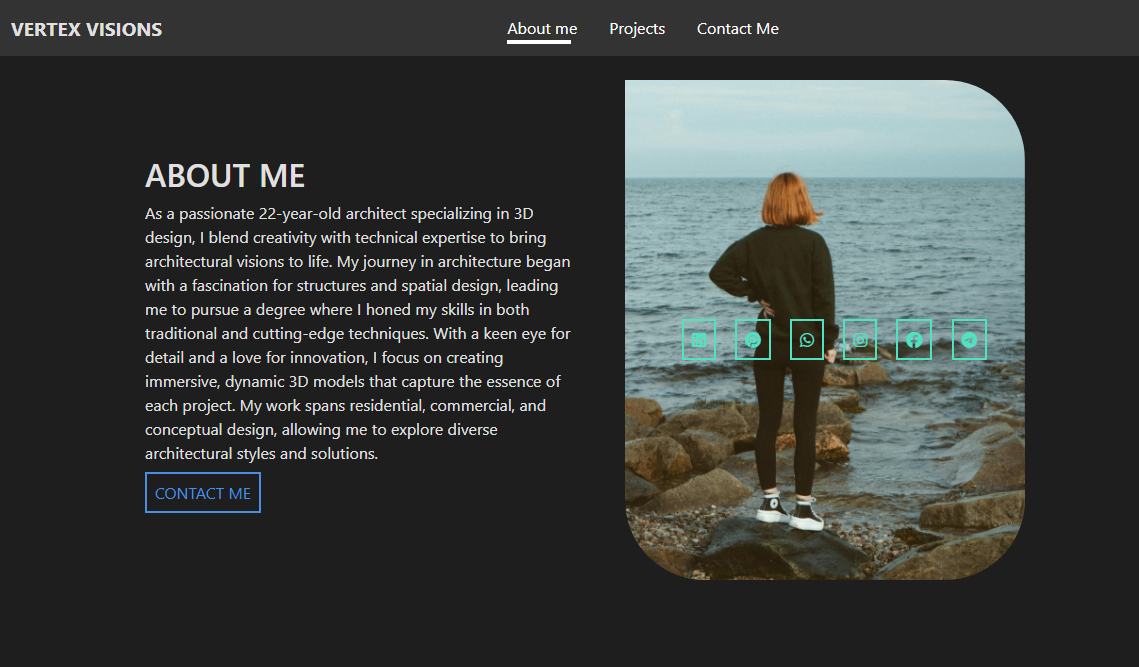 VERTEX VISIONS
About me
Projects
Contact Me
ABOUT ME
As a passionate 22-year-old architect specializing in 3D
design, I blend creativity with technical expertise to bring
architectural visions to life. My journey in architecture began
with a fascination for structures and spatial design, leading
me to pursue a degree where I honed my skills in both
traditional and cutting-edge techniques. With a keen eye for
detail and a love for innovation, I focus on creating
immersive, dynamic 3D models that capture the essence of
each project. My work spans residential, commercial, and
conceptual design, allowing me to explore diverse
architectural styles and solutions.
CONTACT ME